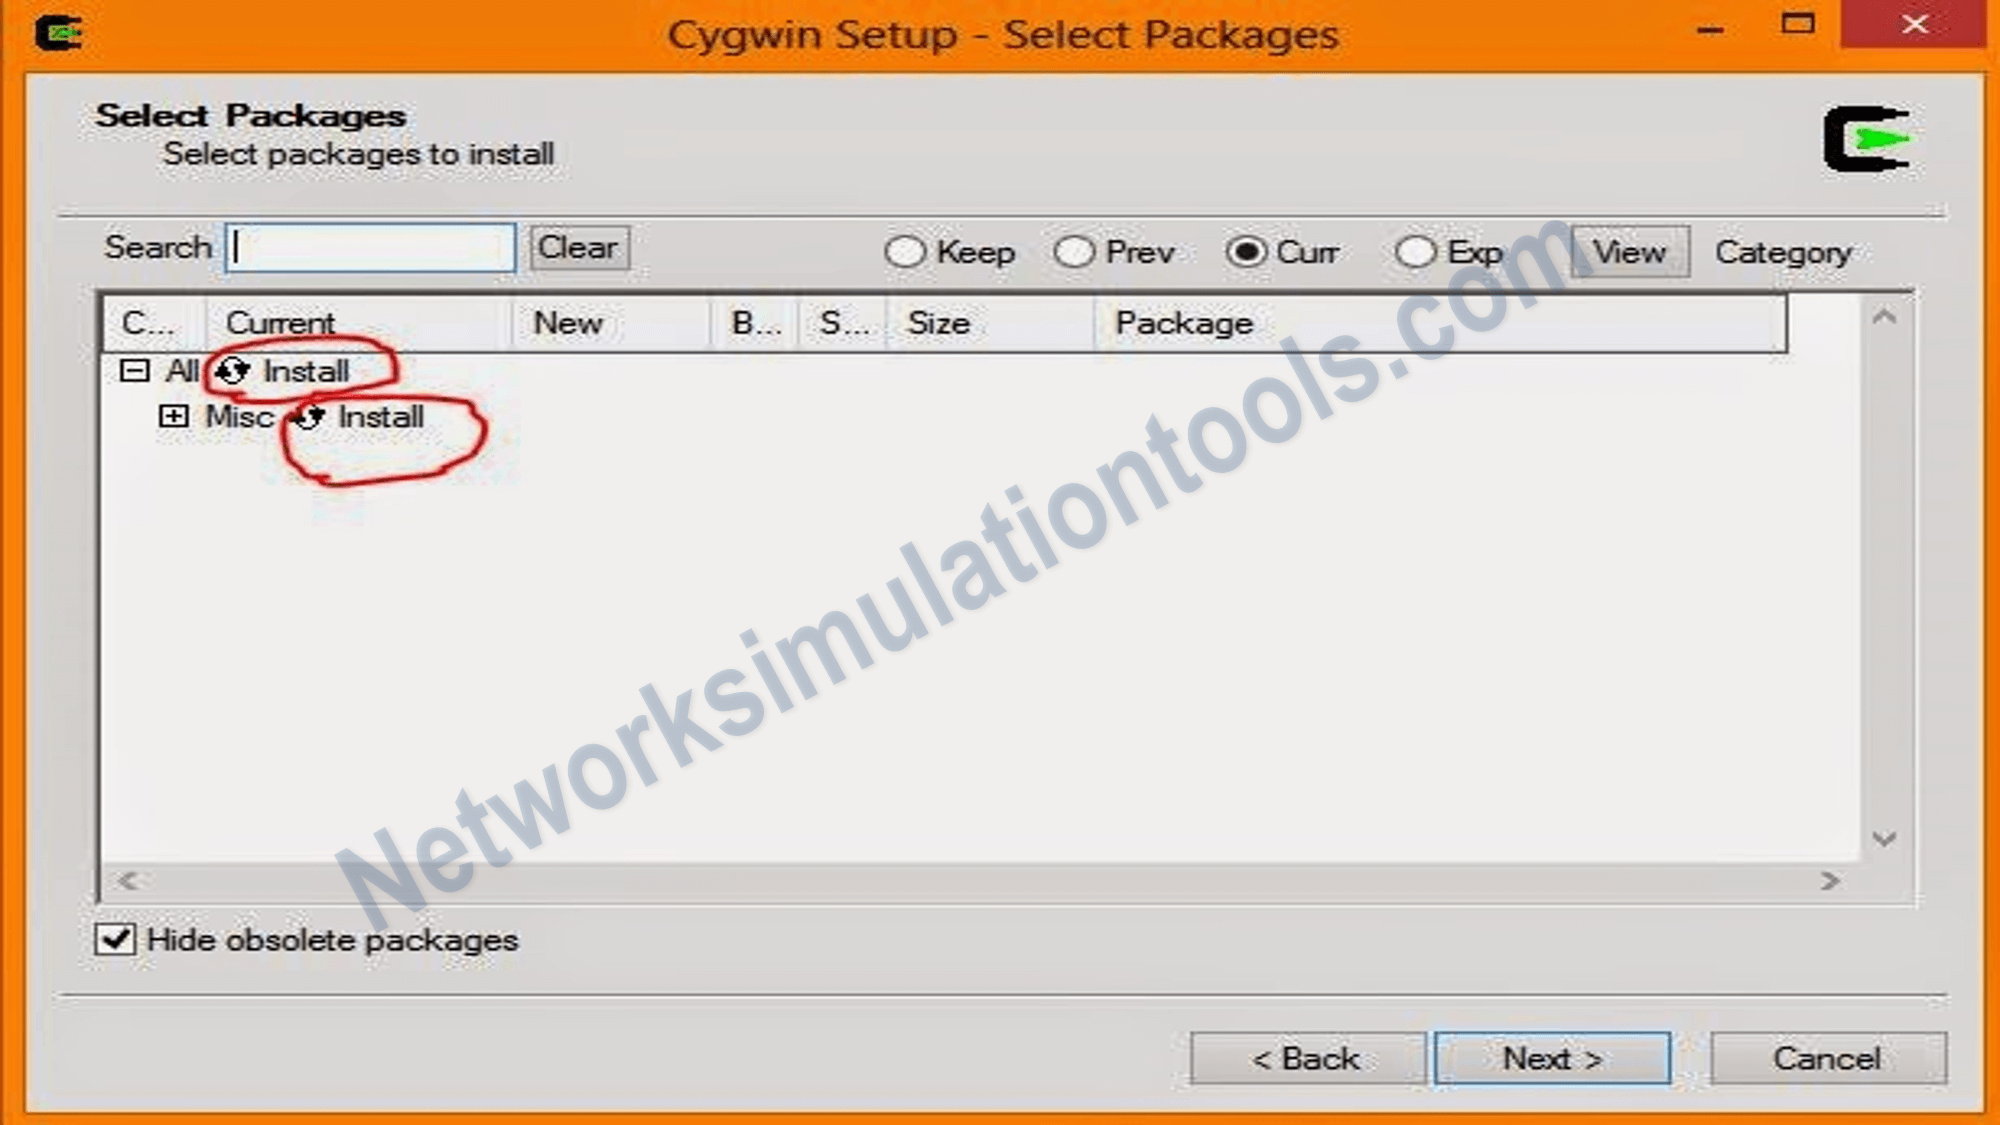 Cygwin Setup - Select Packages
Select Packages
Select packages to install
Search Clear Keep Prev Curr Exp View Category
C... Current New B... S... Size Package
All Install
Misc Install
Networksimulationtools.com
Hide obsolete packages
< Back Next > Cancel